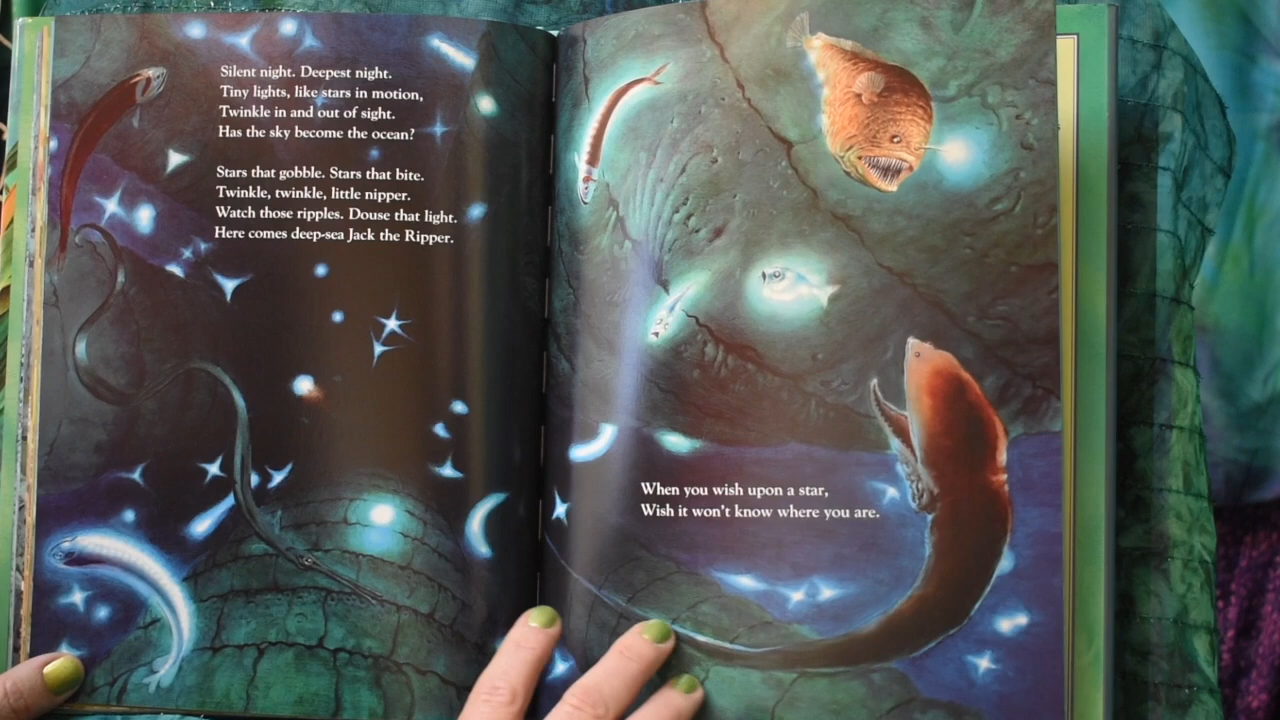 Silent night. Deepest night.
Tiny lights, like stars in motion,
Twinkle in and out of sight.
Has the sky become the ocean?
Stars that gobble. Stars that bite.
Twinkle, twinkle, little nipper.
Watch those ripples. Douse that light.
Here comes deep-sea Jack the Ripper.
When you wish upon a star,
Wish it won't know where you are.